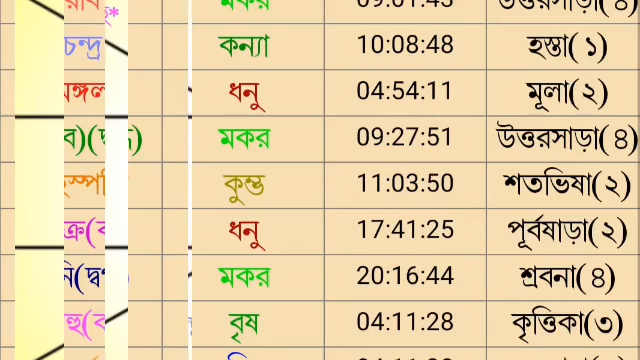 মকর 09:01:43 উত্তরসাড়া(৪)
চন্দ্র কন্যা 10:08:48 হস্তা(১)
মঙ্গল ধনু 04:54:11 মূলা(২)
মকর 09:27:51 উত্তরসাড়া(৪)
কুম্ভ 11:03:50 শতভিষা(২)
ধনু 17:41:25 পূর্বষাড়া(২)
মকর 20:16:44 শ্রবনা(৪)
বৃষ 04:11:28 কৃত্তিকা(৩)